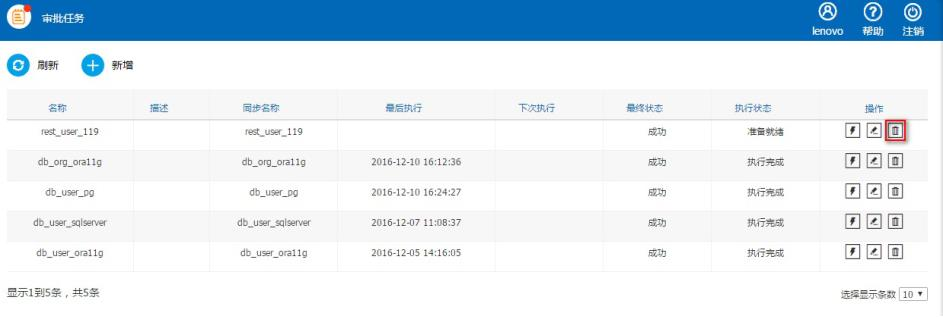 审批任务
lenovo 帮助 注销
刷新 新增
名称 描述 同步名称 最后执行 下次执行 最终状态 执行状态 操作
rest_user_119 rest_user_119 成功 准备就绪
db_org_ora11g db_org_ora11g 2016-12-10 16:12:36 成功 执行完成
db_user_pg db_user_pg 2016-12-10 16:24:27 成功 执行完成
db_user_sqlserver db_user_sqlserver 2016-12-07 11:08:37 成功 执行完成
db_user_ora11g db_user_ora11g 2016-12-05 14:16:05 成功 执行完成
显示1到5条，共5条 选择显示条数 10